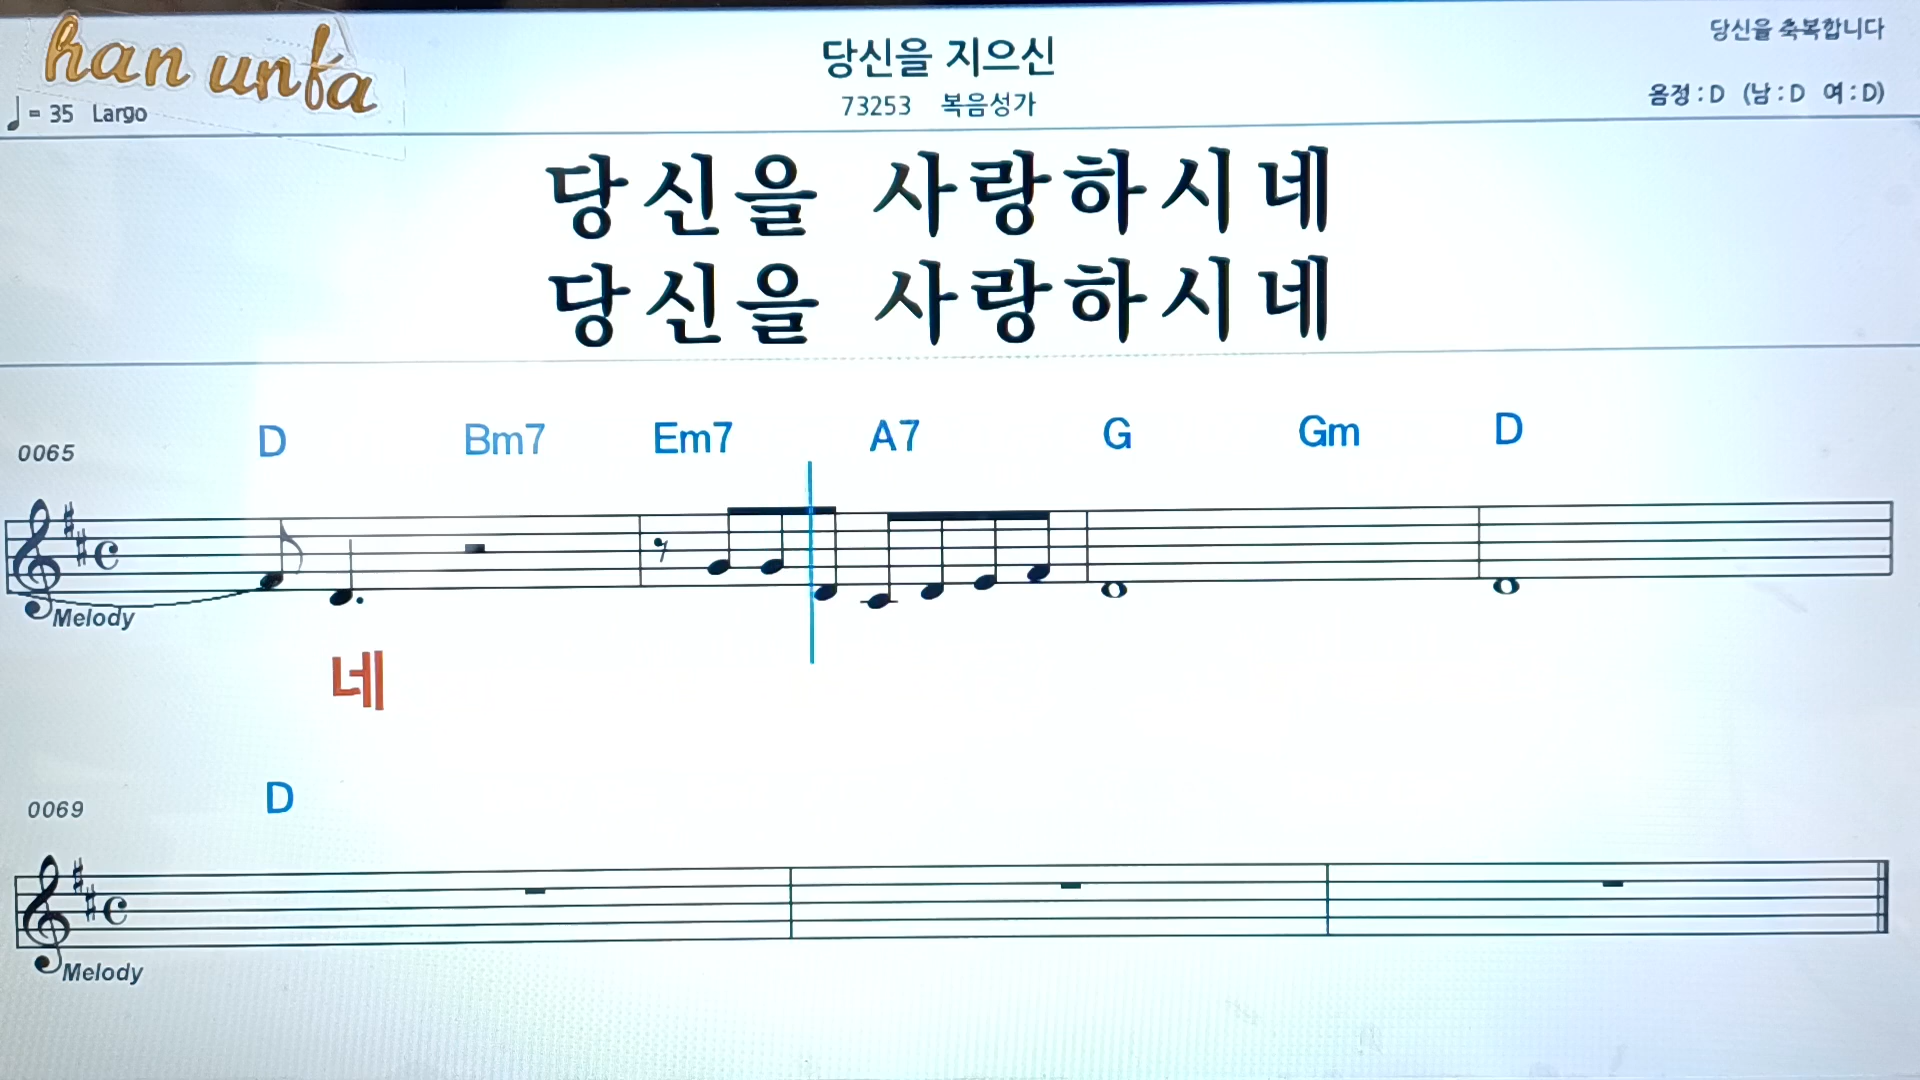 han unfa
당신을 지으신
당신을 축복합니다
= 35 Largo
73253 복음성가
음정 : D (남 : D 여 : D)
당신을 사랑하시네
당신을 사랑하시네
0065 D Bm7 Em7 A7 G Gm D
Melody
네
0069 D
Melody